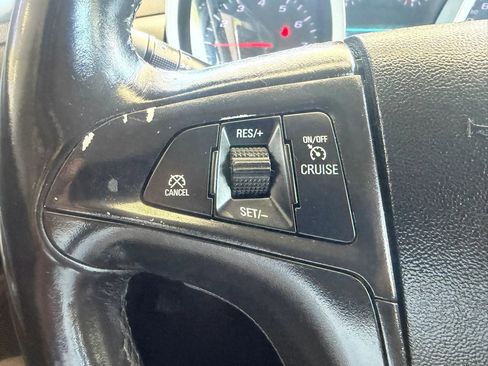 RES/+
ON/OFF
CRUISE
CANCEL
SET/-